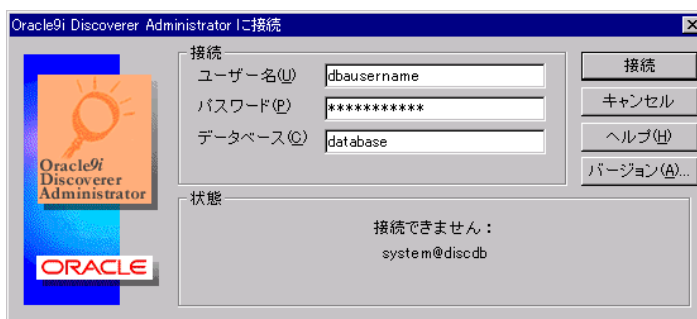 Oracle9i Discoverer Administrator に接続
接続
ユーザー名(U)
dbausername
パスワード(P)
***********
データベース(C)
database
接続
キャンセル
ヘルプ(H)
バージョン(A)...
Oracle9i
Discoverer
Administrator
ORACLE
状態
接続できません：
system@discdb